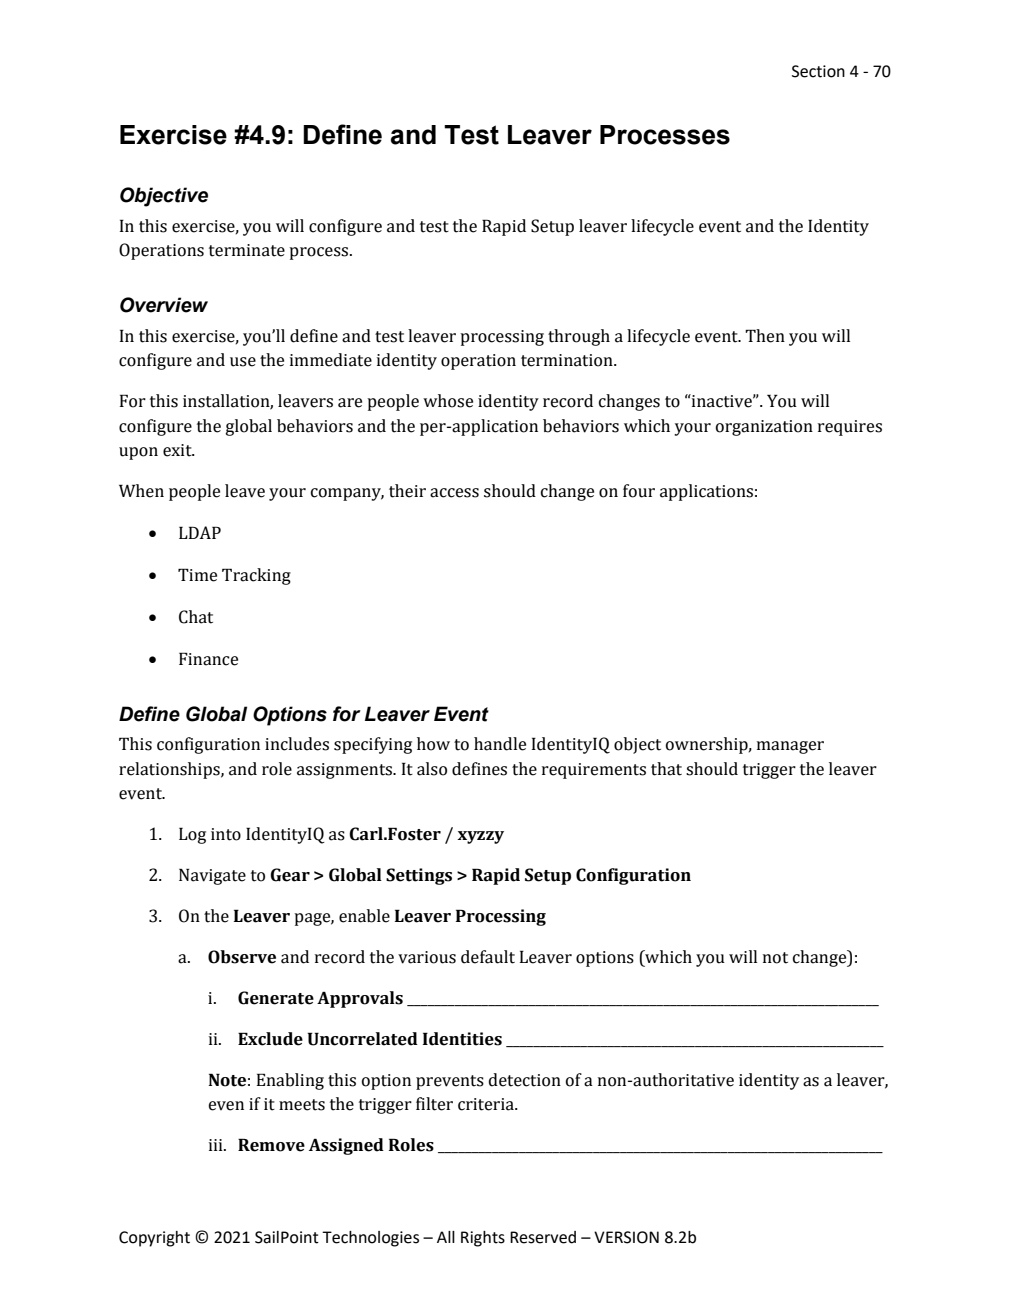 Section 4 - 70
Exercise #4.9: Define and Test Leaver Processes
Objective
In this exercise, you will configure and test the Rapid Setup leaver lifecycle event and the Identity
Operations terminate process.
Overview
In this exercise, you’ll define and test leaver processing through a lifecycle event. Then you will
configure and use the immediate identity operation termination.
For this installation, leavers are people whose identity record changes to “inactive”. You will
configure the global behaviors and the per-application behaviors which your organization requires
upon exit.
When people leave your company, their access should change on four applications:
• LDAP
• Time Tracking
• Chat
• Finance
Define Global Options for Leaver Event
This configuration includes specifying how to handle IdentityIQ object ownership, manager
relationships, and role assignments. It also defines the requirements that should trigger the leaver
event.
1. Log into IdentityIQ as Carl.Foster / xyzzy
2. Navigate to Gear > Global Settings > Rapid Setup Configuration
3. On the Leaver page, enable Leaver Processing
a. Observe and record the various default Leaver options (which you will not change):
i. Generate Approvals ____________________________________________________________
ii. Exclude Uncorrelated Identities ________________________________________________
Note: Enabling this option prevents detection of a non-authoritative identity as a leaver,
even if it meets the trigger filter criteria.
iii. Remove Assigned Roles _________________________________________________________
Copyright © 2021 SailPoint Technologies – All Rights Reserved – VERSION 8.2b